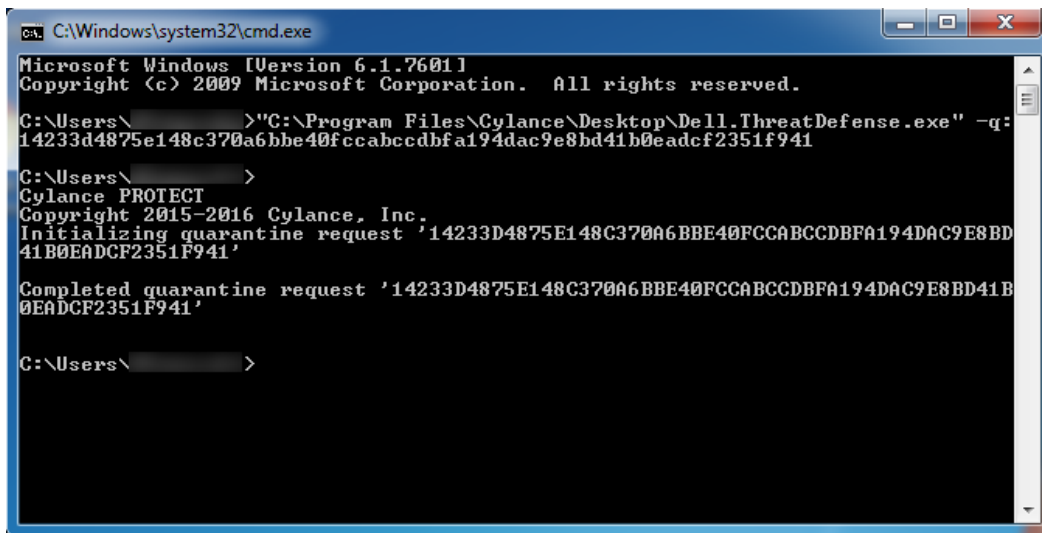 C:\Windows\system32\cmd.exe
Microsoft Windows [Version 6.1.7601]
Copyright (c) 2009 Microsoft Corporation.  All rights reserved.
C:\Users\ >"C:\Program Files\Cylance\Desktop\Dell.ThreatDefense.exe" -q:
14233d4875e148c370a6bbe40fccabccdbfa194dac9e8bd41b0eadcf2351f941
C:\Users\ >
Cylance PROTECT
Copyright 2015-2016 Cylance, Inc.
Initializing quarantine request '14233D4875E148C370A6BBE40FCCABCCDBFA194DAC9E8BD
41B0EADCF2351F941'
Completed quarantine request '14233D4875E148C370A6BBE40FCCABCCDBFA194DAC9E8BD41B
0EADCF2351F941'
C:\Users\ >